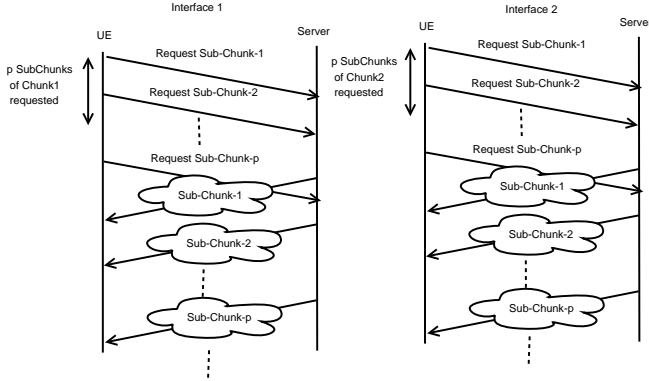 Interface 1
UE
Server
p SubChunks
of Chunk1
requested
Request Sub-Chunk-1
Request Sub-Chunk-2
Request Sub-Chunk-p
Sub-Chunk-1
Sub-Chunk-2
Sub-Chunk-p
Interface 2
UE
Serve
p SubChunks
of Chunk2
requested
Request Sub-Chunk-1
Request Sub-Chunk-2
Request Sub-Chunk-p
Sub-Chunk-1
Sub-Chunk-2
Sub-Chunk-p